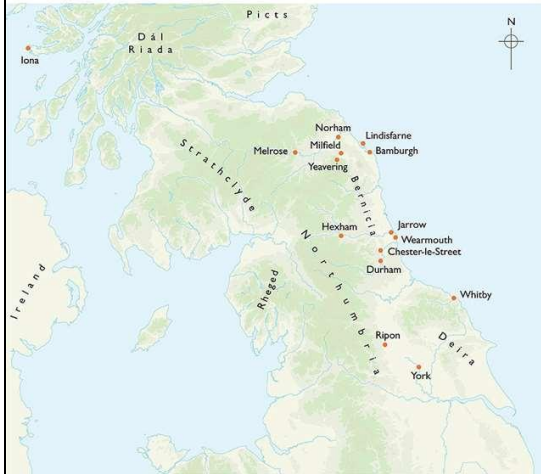 Picts
N
Dál
Riada
Iona
Norham
Lindisfarne
Milfield
Melrose
Bamburgh
Yeavering
Strathclyde
Bernicia
Hexham
Jarrow
Wearmouth
Chester-le-Street
Durham
Northumbria
Rheged
Ireland
Whitby
Ripon
Deira
York